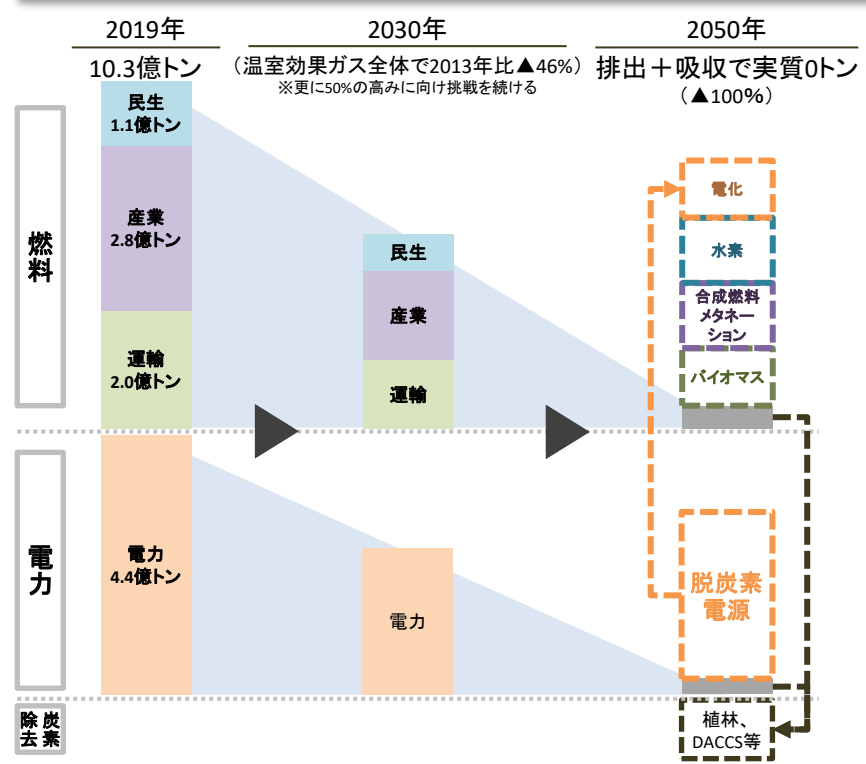 2019年
2030年
2050年
10.3億トン
（温室効果ガス全体で2013年比▲46%）
※更に50%の高みに向け挑戦を続ける
排出＋吸収で実質0トン
（▲100％）
燃料
民生
1.1億トン
産業
2.8億トン
運輸
2.0億トン
民生
産業
運輸
電化
水素
合成燃料
メタネー
ション
バイオマス
電力
電力
4.4億トン
電力
脱炭素
電源
炭素
除去
植林、
DACCS等